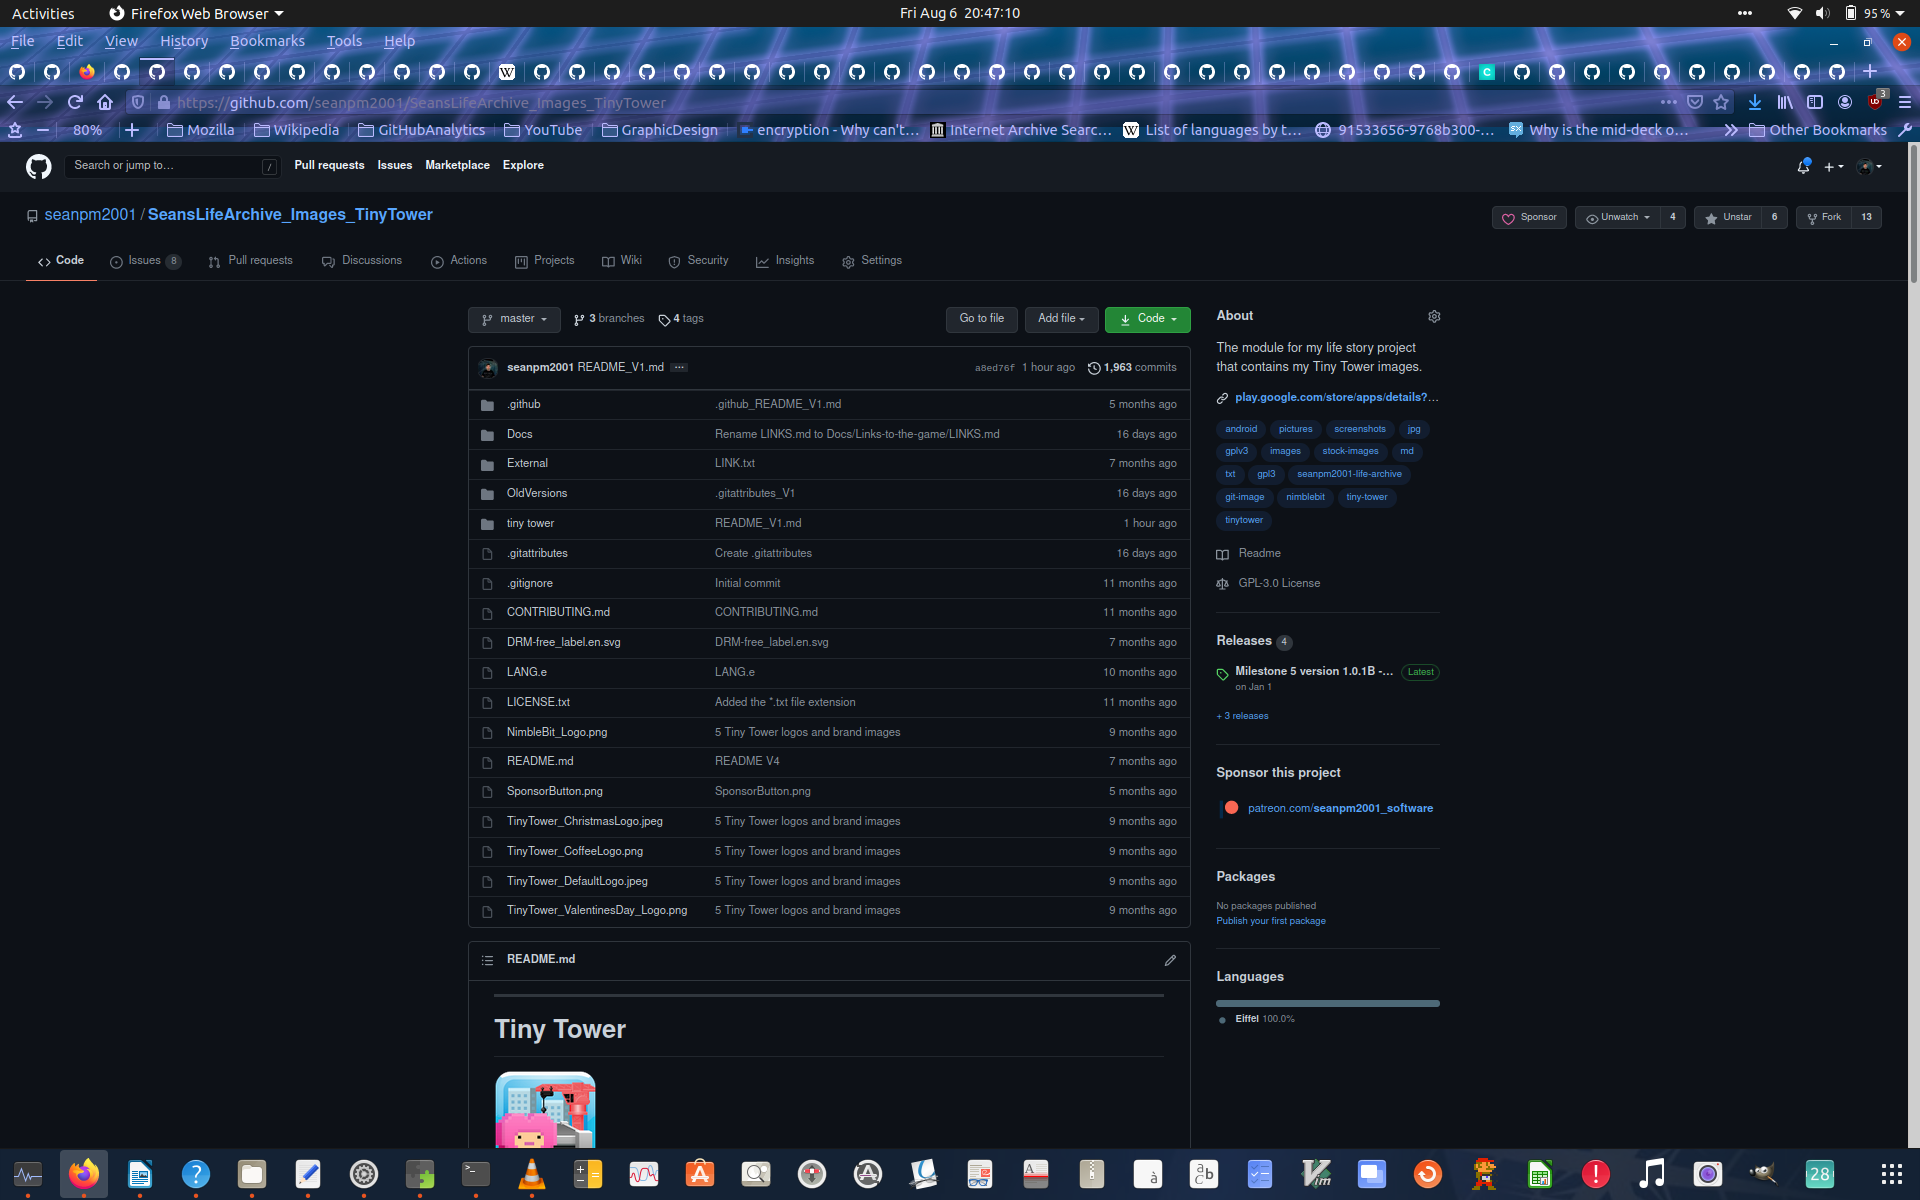 Activities Firefox Web Browser Fri Aug 6 20:47:10 95 %
File Edit View History Bookmarks Tools Help
https://github.com/seanpm2001/SeansLifeArchive_Images_TinyTower 3
80% Mozilla Wikipedia GitHubAnalytics YouTube GraphicDesign encryption - Why can't… Internet Archive Searc… List of languages by t… 91533656-9768b300-… Why is the mid-deck o… Other Bookmarks
Search or jump to… / Pull requests Issues Marketplace Explore
seanpm2001 / SeansLifeArchive_Images_TinyTower Sponsor Unwatch 4 Unstar 6 Fork 13
Code Issues 8 Pull requests Discussions Actions Projects Wiki Security Insights Settings
master 3 branches 4 tags Go to file Add file Code
seanpm2001 README_V1.md ... a8ed76f 1 hour ago 1,963 commits
.github .github_README_V1.md 5 months ago
Docs Rename LINKS.md to Docs/Links-to-the-game/LINKS.md 16 days ago
External LINK.txt 7 months ago
OldVersions .gitattributes_V1 16 days ago
tiny tower README_V1.md 1 hour ago
.gitattributes Create .gitattributes 16 days ago
.gitignore Initial commit 11 months ago
CONTRIBUTING.md CONTRIBUTING.md 11 months ago
DRM-free_label.en.svg DRM-free_label.en.svg 7 months ago
LANG.e LANG.e 10 months ago
LICENSE.txt Added the *.txt file extension 11 months ago
NimbleBit_Logo.png 5 Tiny Tower logos and brand images 9 months ago
README.md README V4 7 months ago
SponsorButton.png SponsorButton.png 5 months ago
TinyTower_ChristmasLogo.jpeg 5 Tiny Tower logos and brand images 9 months ago
TinyTower_CoffeeLogo.png 5 Tiny Tower logos and brand images 9 months ago
TinyTower_DefaultLogo.jpeg 5 Tiny Tower logos and brand images 9 months ago
TinyTower_ValentinesDay_Logo.png 5 Tiny Tower logos and brand images 9 months ago
README.md
Tiny Tower
About
The module for my life story project
that contains my Tiny Tower images.
play.google.com/store/apps/details?…
android pictures screenshots jpg
gplv3 images stock-images md
txt gpl3 seanpm2001-life-archive
git-image nimblebit tiny-tower
tinytower
Readme
GPL-3.0 License
Releases 4
Milestone 5 version 1.0.1B -… Latest
on Jan 1
+ 3 releases
Sponsor this project
patreon.com/seanpm2001_software
Packages
No packages published
Publish your first package
Languages
Eiffel 100.0%
28